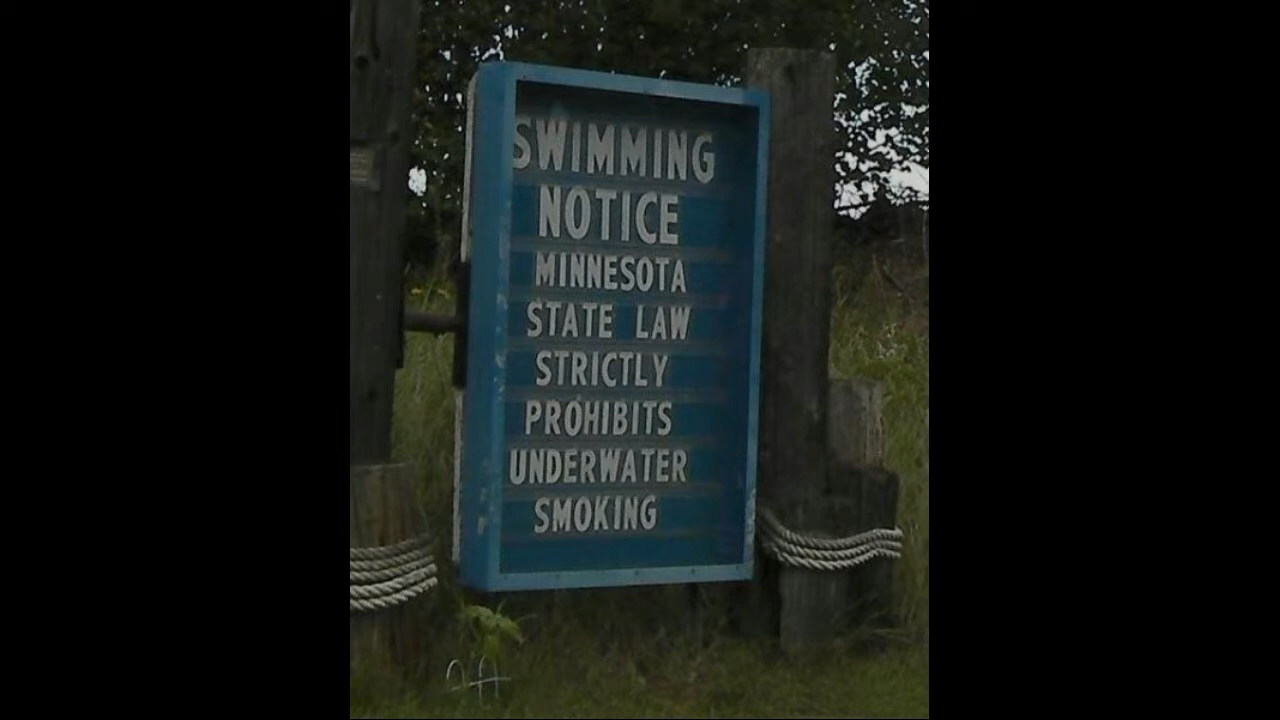 SWIMMING
NOTICE
MINNESOTA
STATE LAW
STRICTLY
PROHIBITS
UNDERWATER
SMOKING